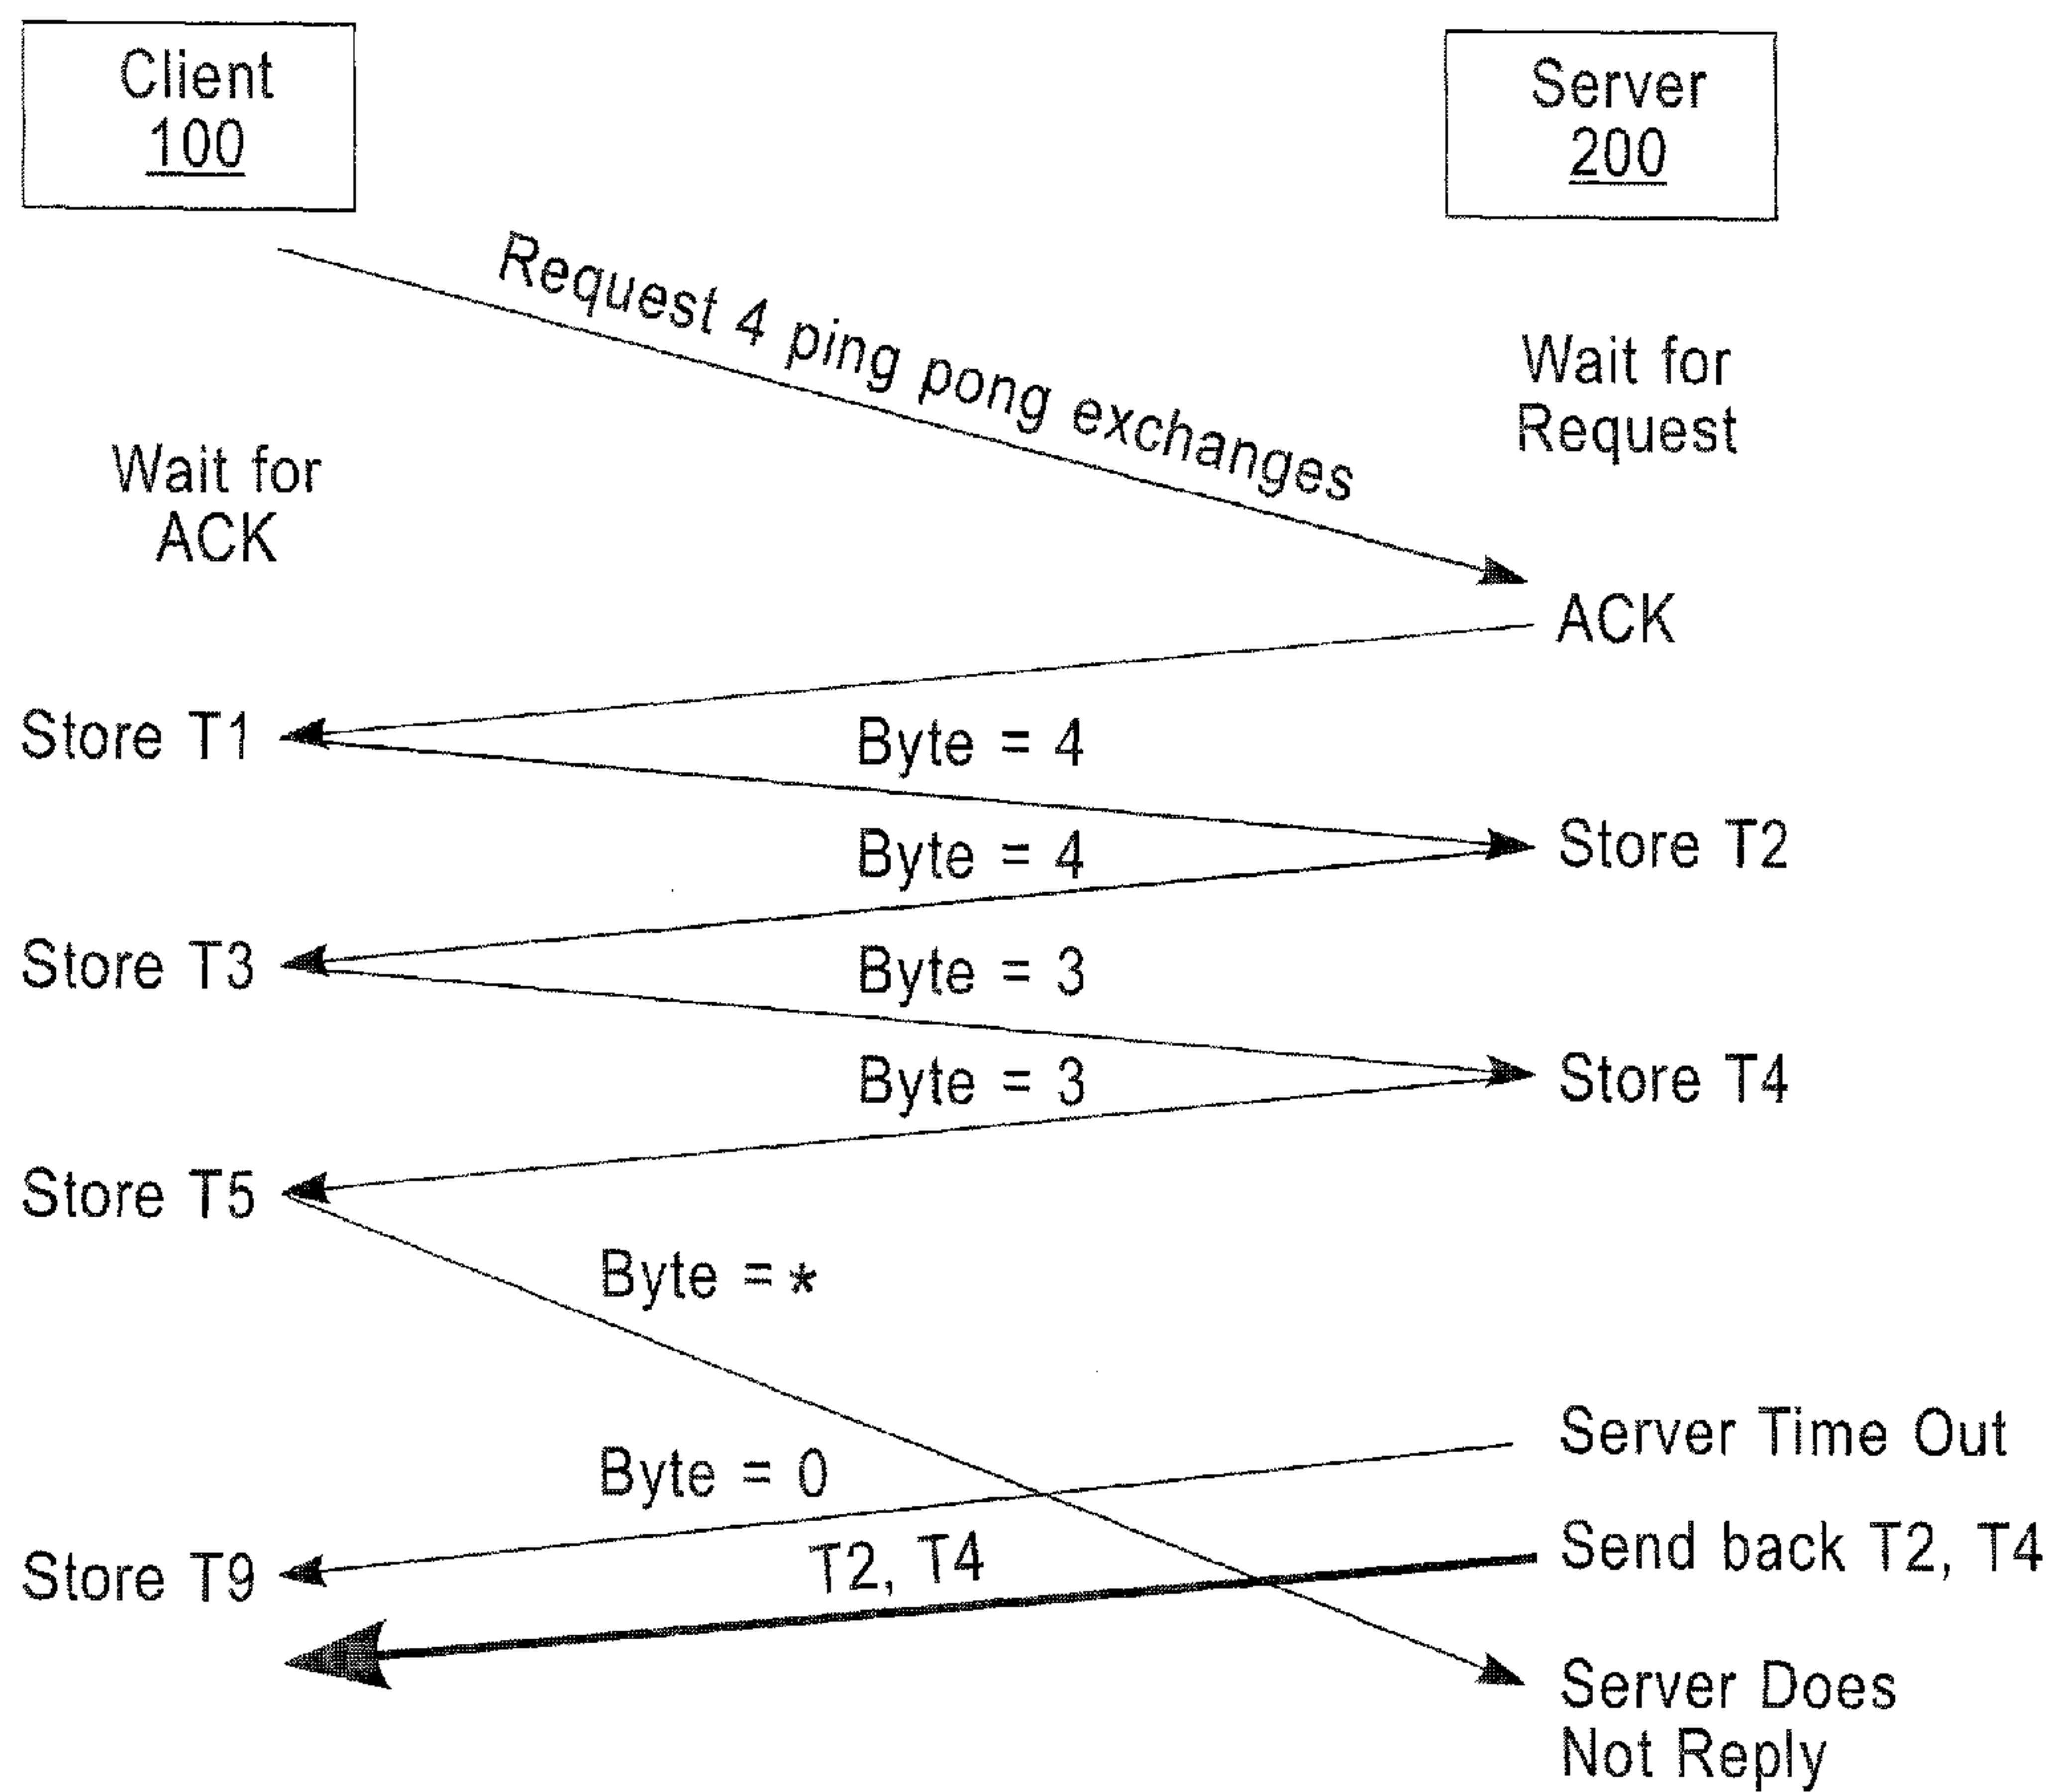 Client
100
Server
200
Request 4 ping pong exchanges
Wait for
Request
Wait for
ACK
ACK
Store T1
Byte = 4
Store T2
Byte = 4
Store T3
Byte = 3
Store T4
Byte = 3
Store T5
Byte = *
Server Time Out
Byte = 0
Send back T2, T4
T2, T4
Store T9
Server Does
Not Reply